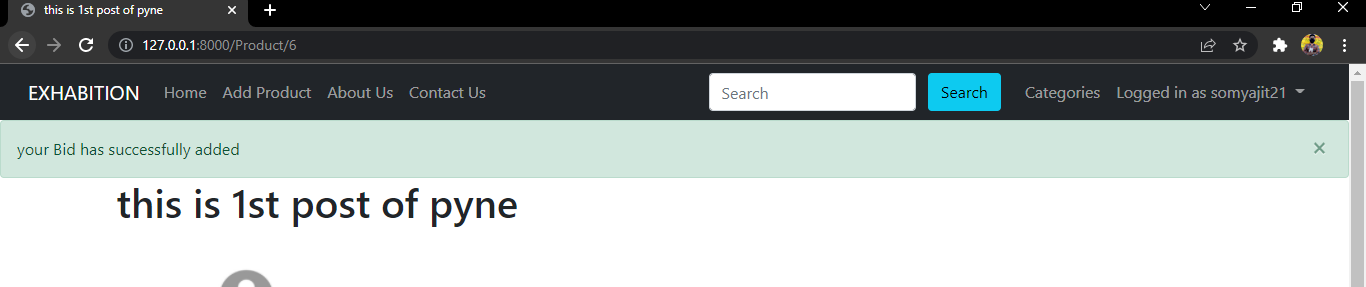 this is 1st post of pyne
127.0.0.1:8000/Product/6
EXHABITION Home Add Product About Us Contact Us Search Search Categories Logged in as somyajit21
your Bid has successfully added ×
this is 1st post of pyne